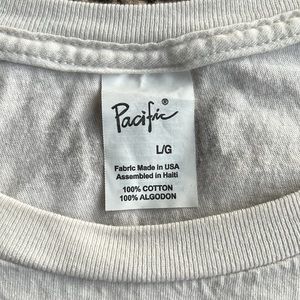 Pacific®
L/G
Fabric Made in USA
Assembled in Haiti
100% COTTON
100% ALGODON